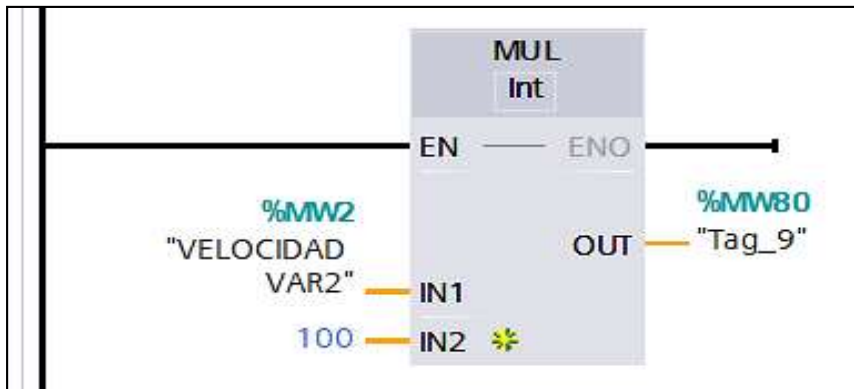 MUL
Int
EN
ENO
%MW2
"VELOCIDAD
VAR2"
IN1
100
IN2
OUT
%MW80
"Tag_9"